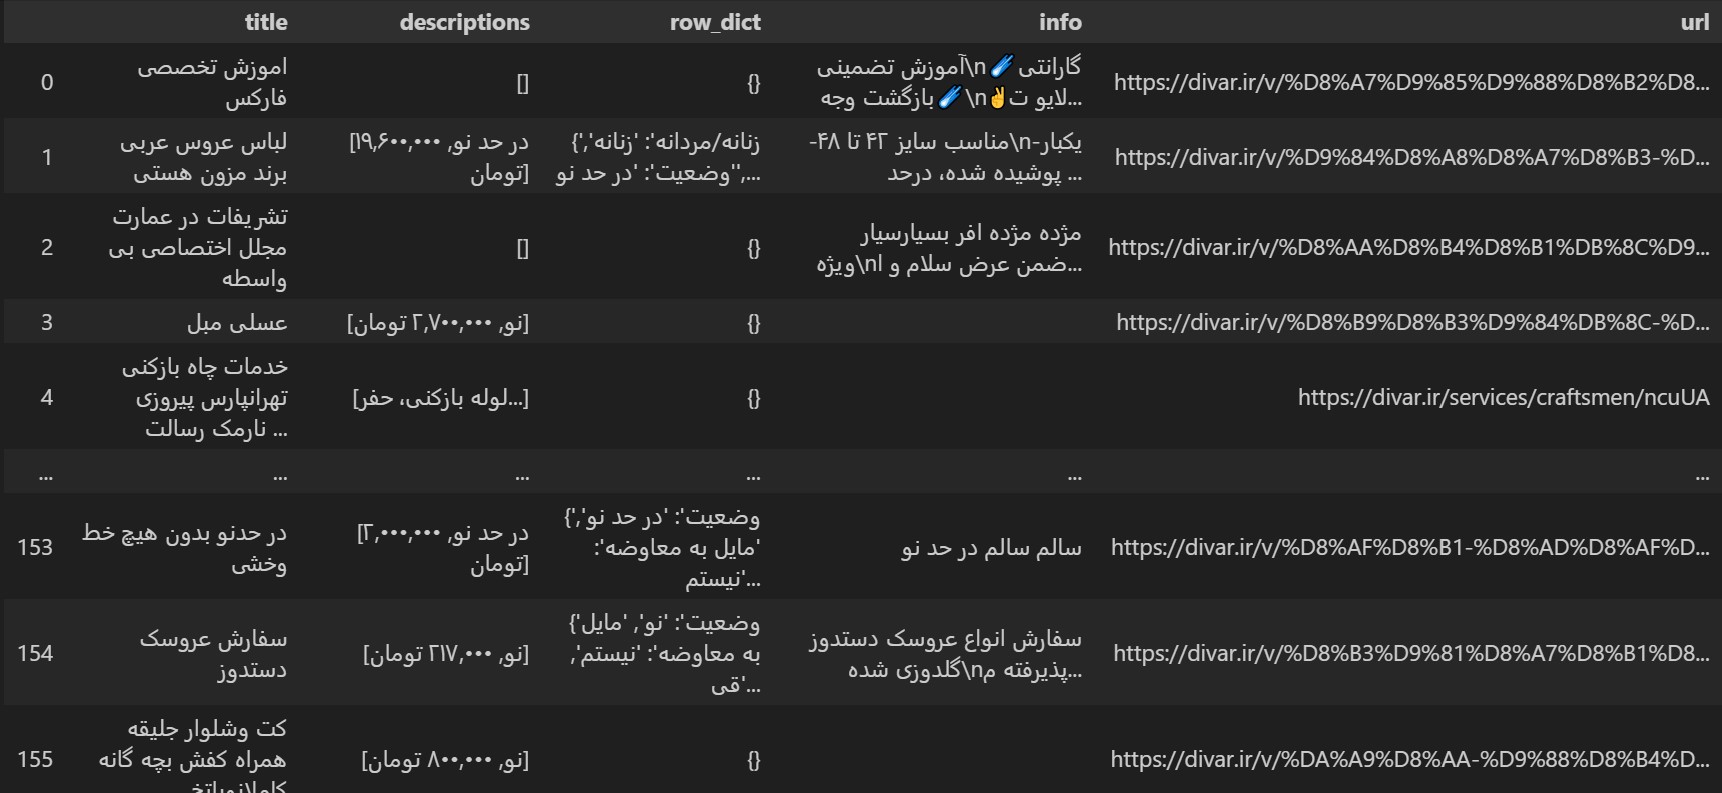 title descriptions row_dict info url
0 اموزش تخصصی فارکس [] {} گارانتی☄️\nآموزش تضمینی بازگشت وجه☄️\n✌️لایو ت... https://divar.ir/v/%D8%A7%D9%85%D9%88%D8%B2%D8...
1 لباس عروس عربی برند مزون هستی [در حد نو, ۱۹,۶۰۰,۰۰۰ تومان] {'زنانه/مردانه': 'زنانه', 'وضعیت': 'در حد نو',... -مناسب سایز ۴۲ تا ۴۸\n-یکبار پوشیده شده، درحد ... https://divar.ir/v/%D9%84%D8%A8%D8%A7%D8%B3-%D...
2 تشریفات در عمارت مجلل اختصاصی بی واسطه [] {} مژده مژده افر بسیارسیار ویژه\nضمن عرض سلام و ا... https://divar.ir/v/%D8%AA%D8%B4%D8%B1%DB%8C%D9...
3 عسلی مبل [نو, ۲,۷۰۰,۰۰۰ تومان] {} https://divar.ir/v/%D8%B9%D8%B3%D9%84%DB%8C-%D...
4 خدمات چاه بازکنی تهرانپارس پیروزی نارمک رسالت ... [لوله بازکنی، حفر...] {} https://divar.ir/services/craftsmen/ncuUA
... ... ... ... ... ...
153 در حدنو بدون هیچ خط وخشی [در حد نو, ۲,۰۰۰,۰۰۰ تومان] {'وضعیت': 'در حد نو', 'مایل به معاوضه': 'نیستم... سالم سالم در حد نو https://divar.ir/v/%D8%AF%D8%B1-%D8%AD%D8%AF%D...
154 سفارش عروسک دستدوز [نو, ۲۱۷,۰۰۰ تومان] {'وضعیت': 'نو', 'مایل به معاوضه': 'نیستم', 'قی... سفارش انواع عروسک دستدوز گلدوزی شده\nپذیرفته م... https://divar.ir/v/%D8%B3%D9%81%D8%A7%D8%B1%D8...
155 کت وشلوار جلیقه همراه کفش بچه گانه [نو, ۸۰۰,۰۰۰ تومان] {} https://divar.ir/v/%DA%A9%D8%AA-%D9%88%D8%B4%D...